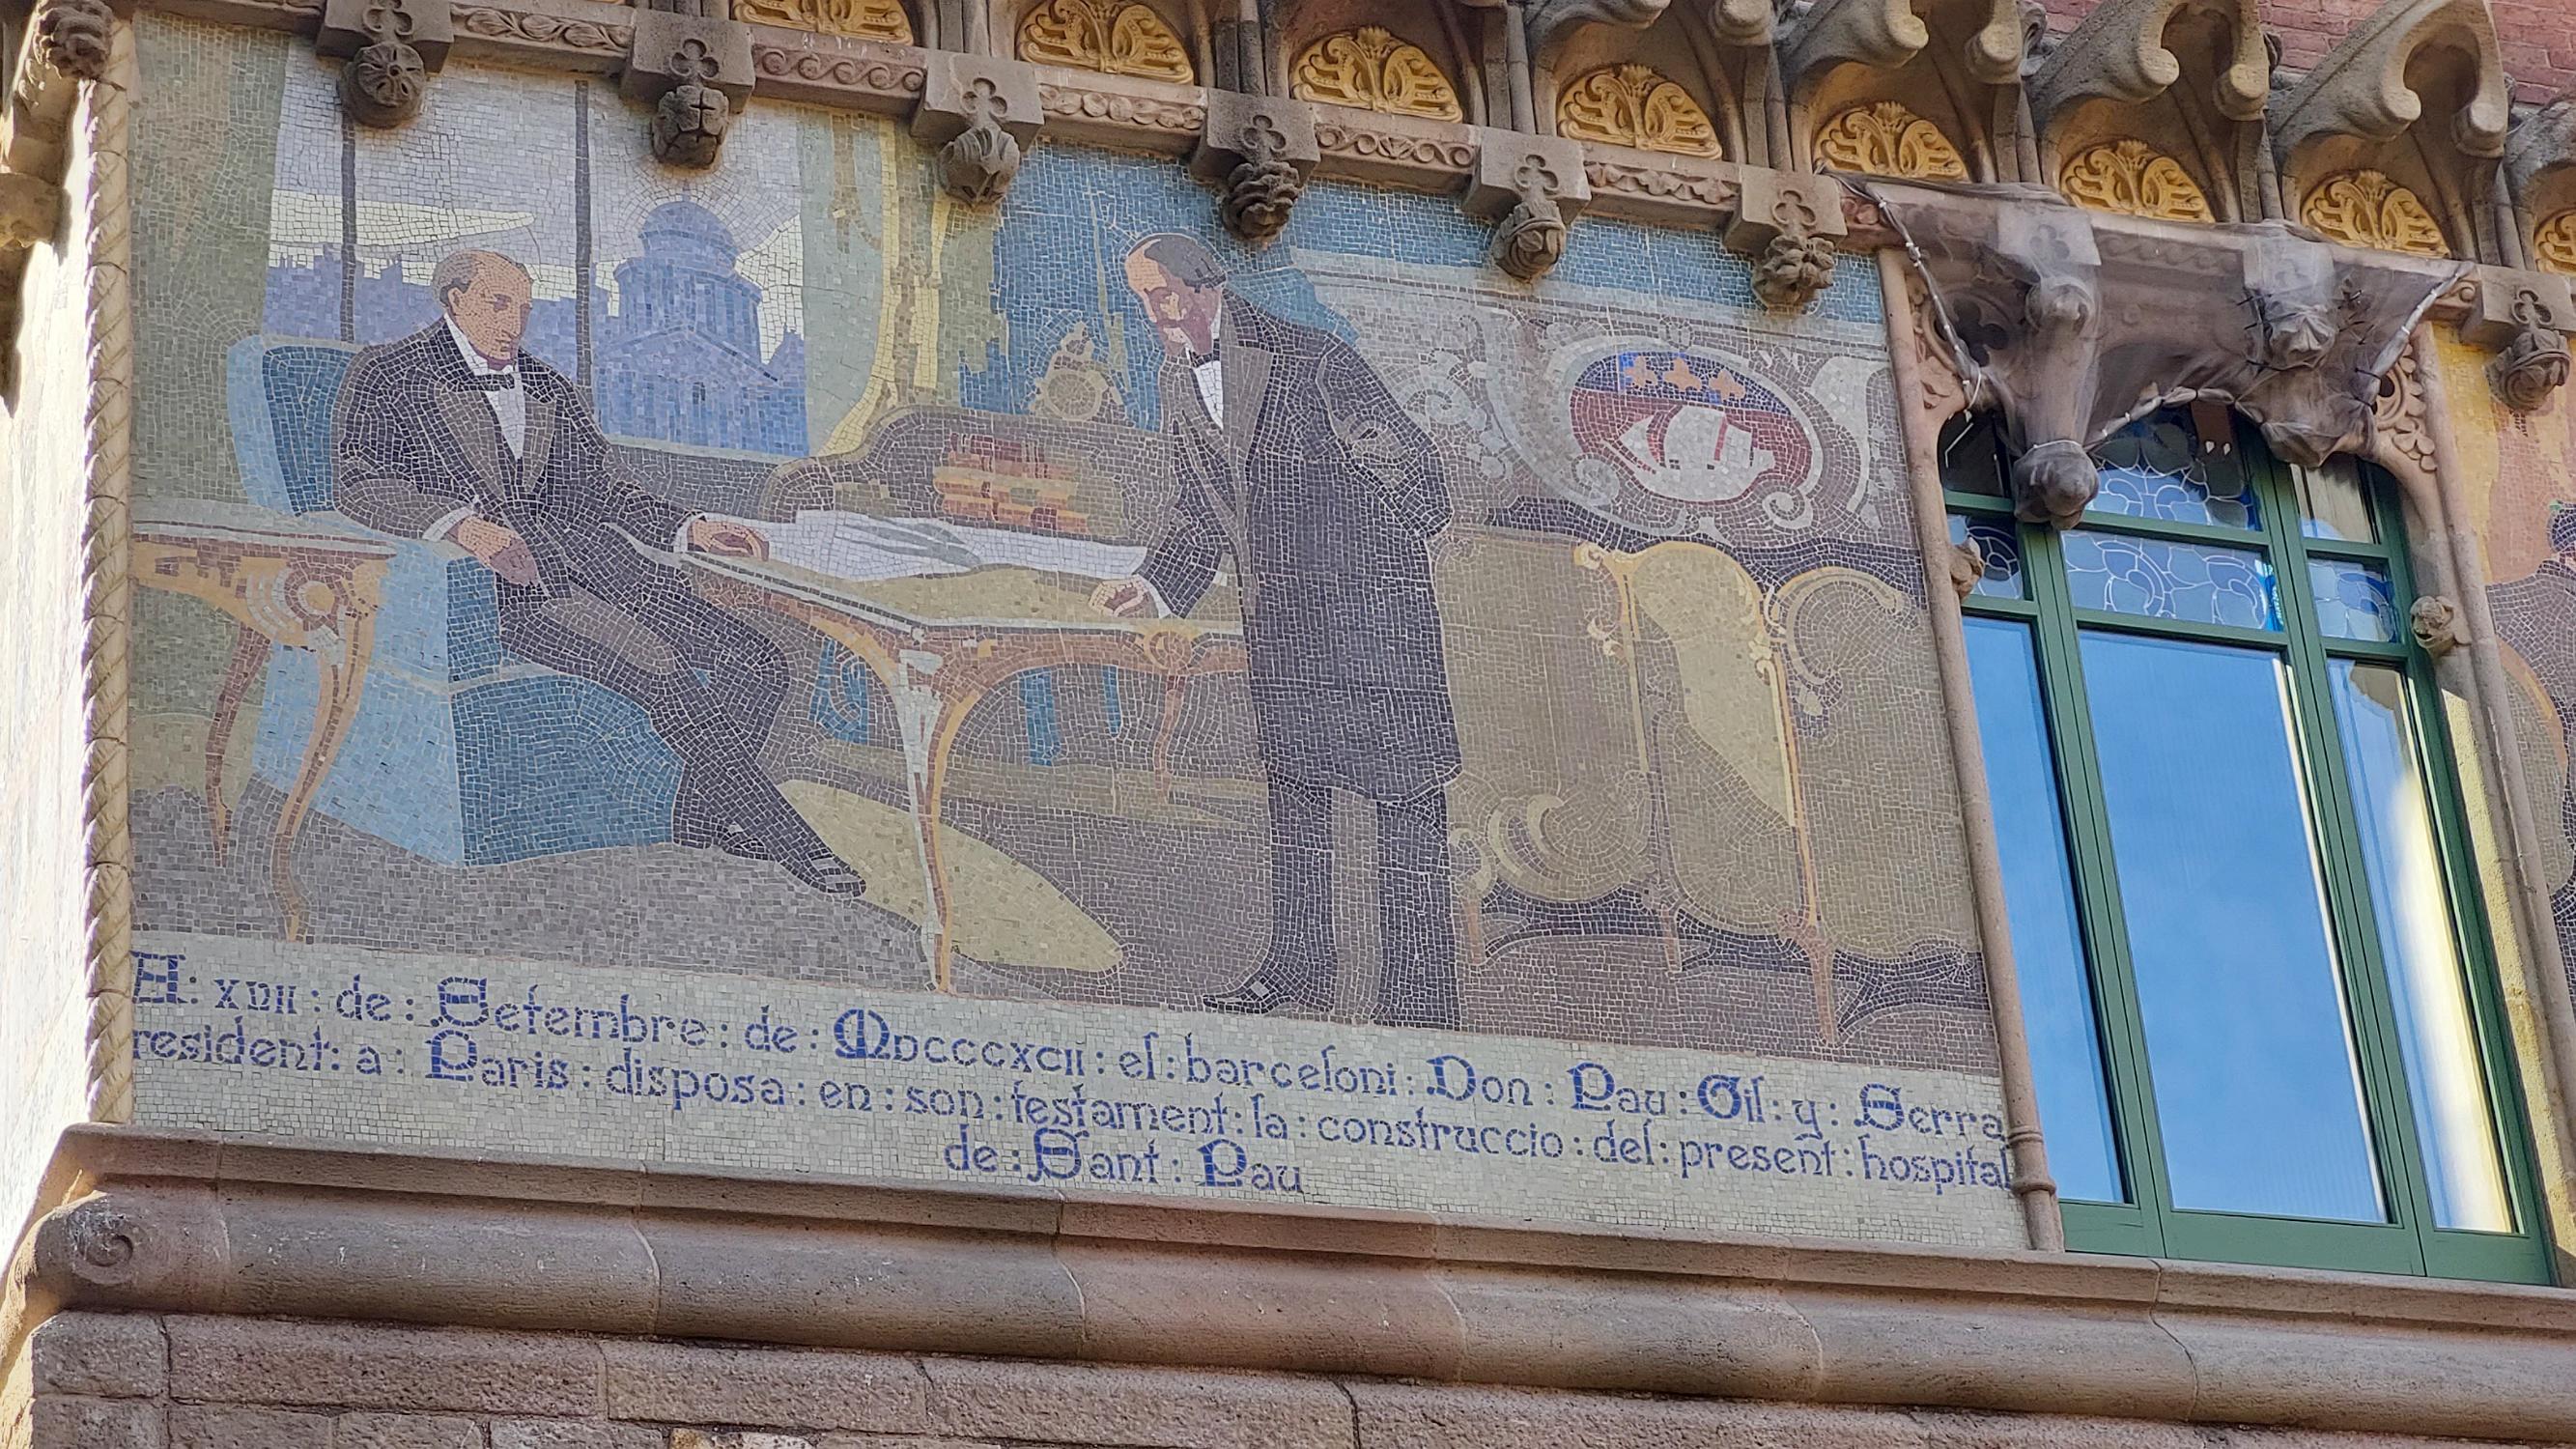 A: XVII: de: Setembre: de: MDCCCXCII: el: barceloni: Don: Pau: Gil: y: Serra
resident: a: Paris: disposa: en: son: testament: la: construccio: del: present: hospital
de: Sant: Pau